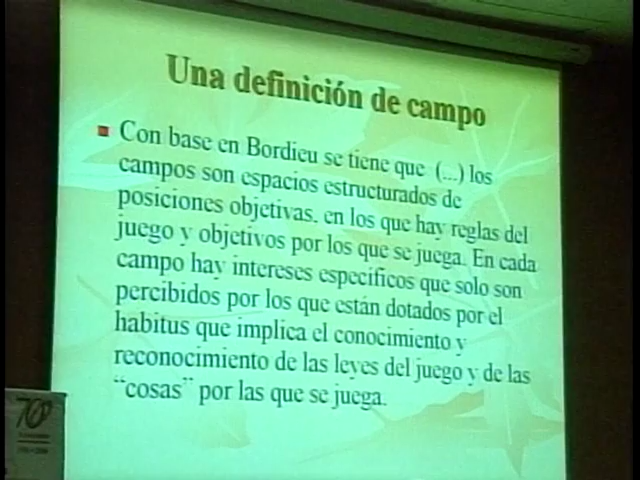 Una definición de campo
Con base en Bordieu se tiene que (...) los
campos son espacios estructurados de
posiciones objetivas, en los que hay reglas del
juego y objetivos por los que se juega. En cada
campo hay intereses específicos que solo son
percibidos por los que están dotados por el
habitus que implica el conocimiento y
reconocimiento de las leyes del juego y de las
"cosas" por las que se juega.
70